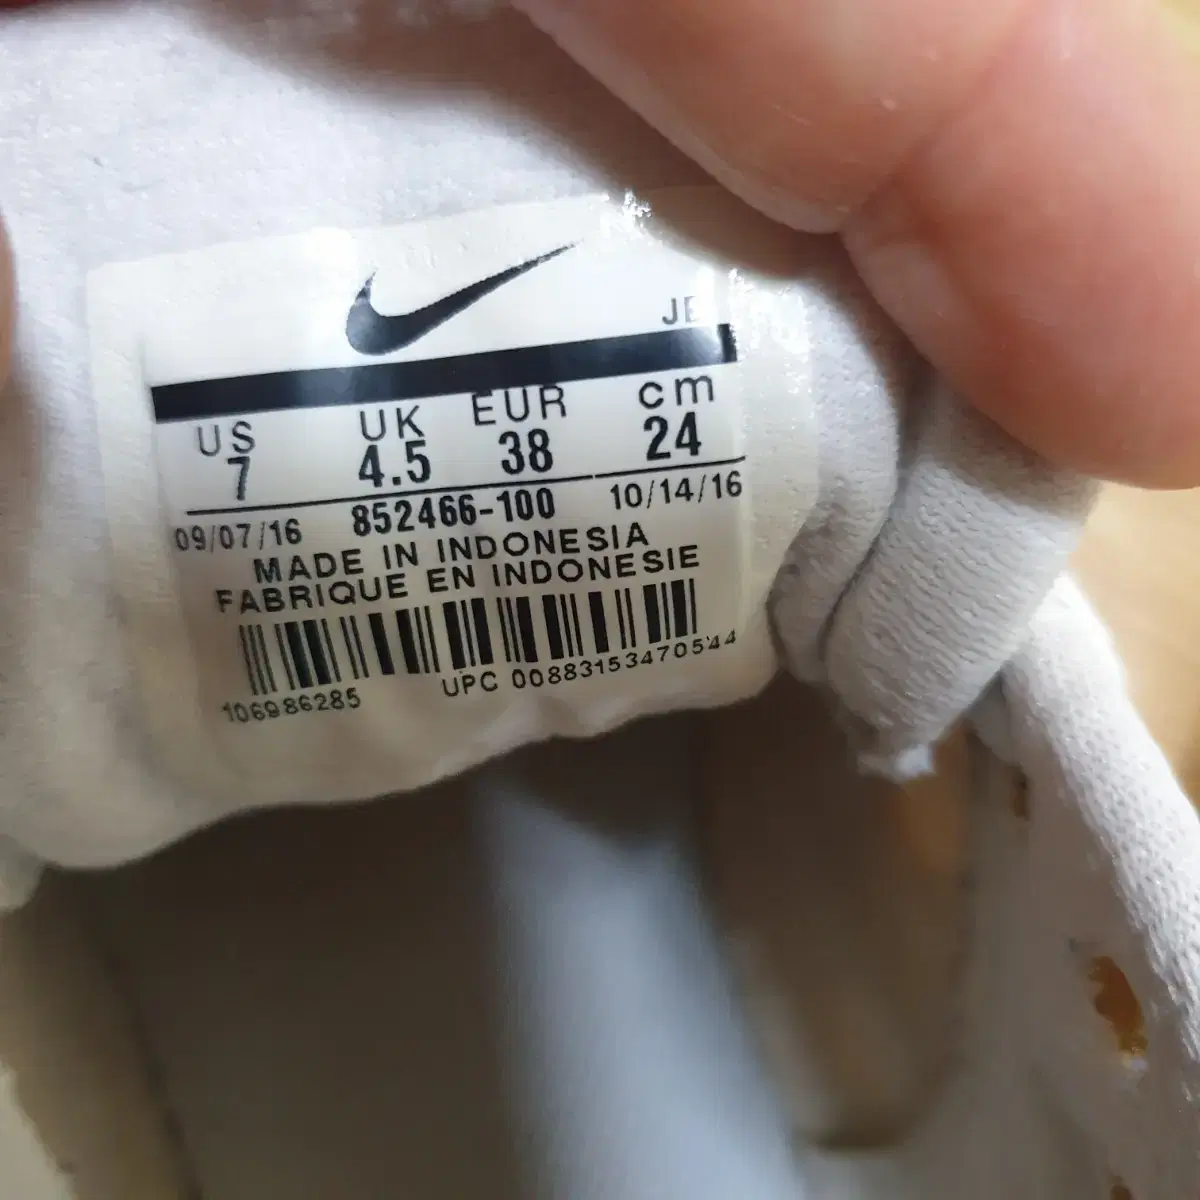 JE
US UK EUR cm
7 4.5 38 24
09/07/16 852466-100 10/14/16
MADE IN INDONESIA
FABRIQUE EN INDONESIE
106986285 UPC 00883153470544